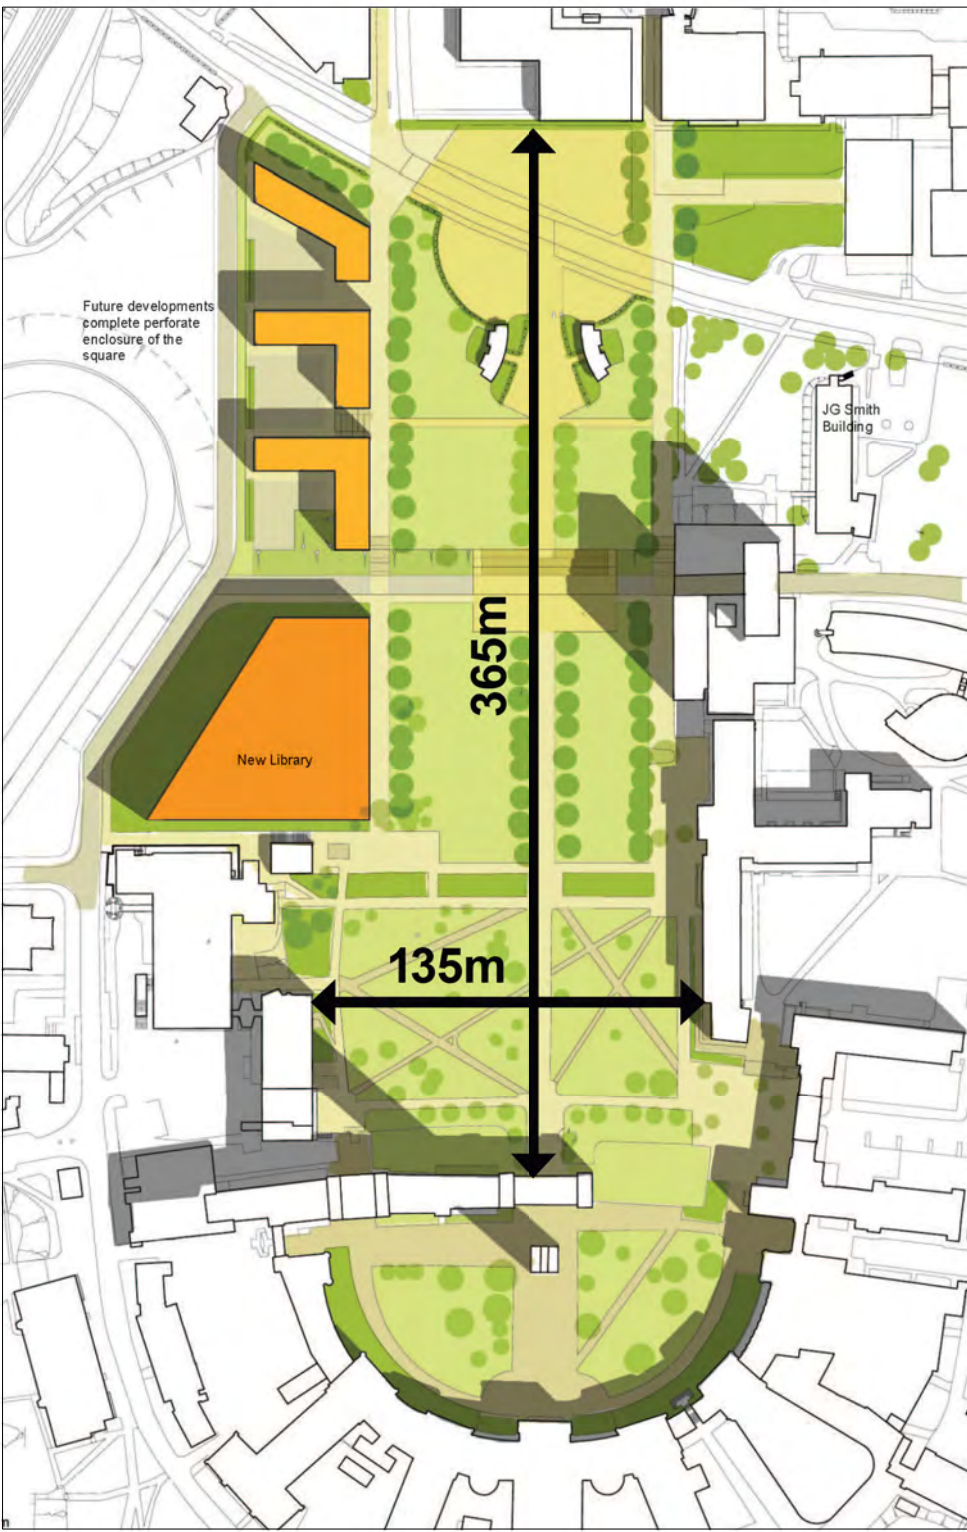 Future developments
complete perforate
enclosure of the
square
JG Smith
Building
365m
New Library
135m